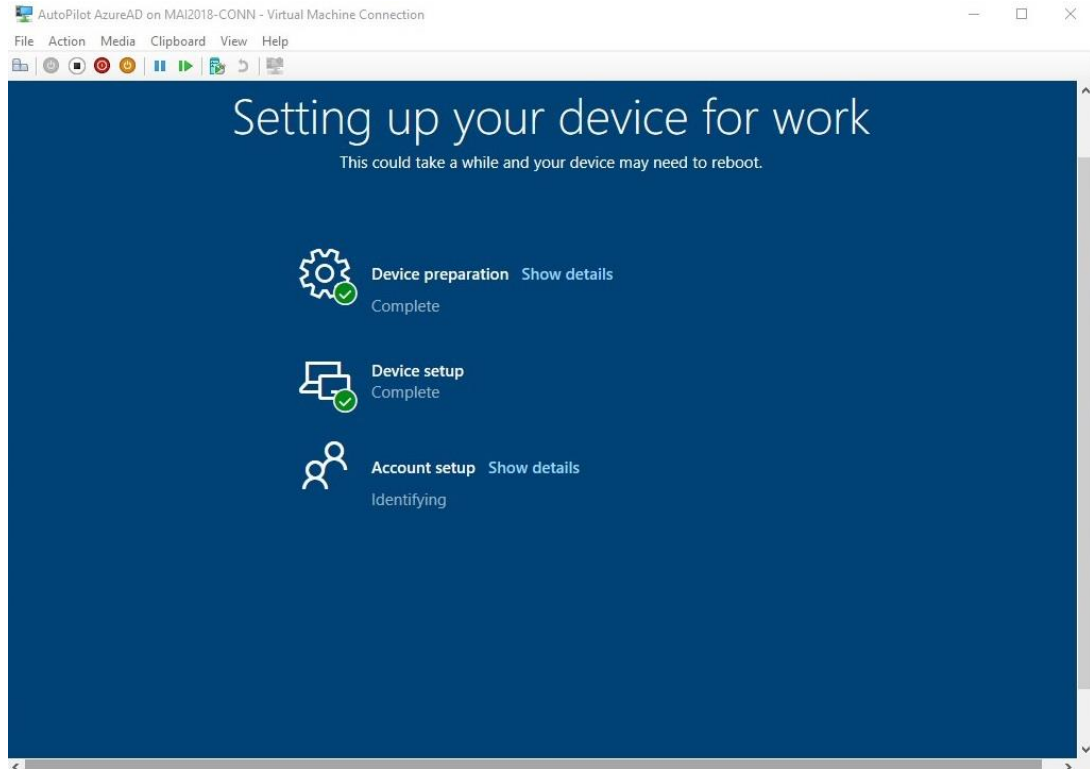 AutoPilot AzureAD on MAI2018-CONN - Virtual Machine Connection
File Action Media Clipboard View Help
Setting up your device for work
This could take a while and your device may need to reboot.
Device preparation Show details
Complete
Device setup
Complete
Account setup Show details
Identifying